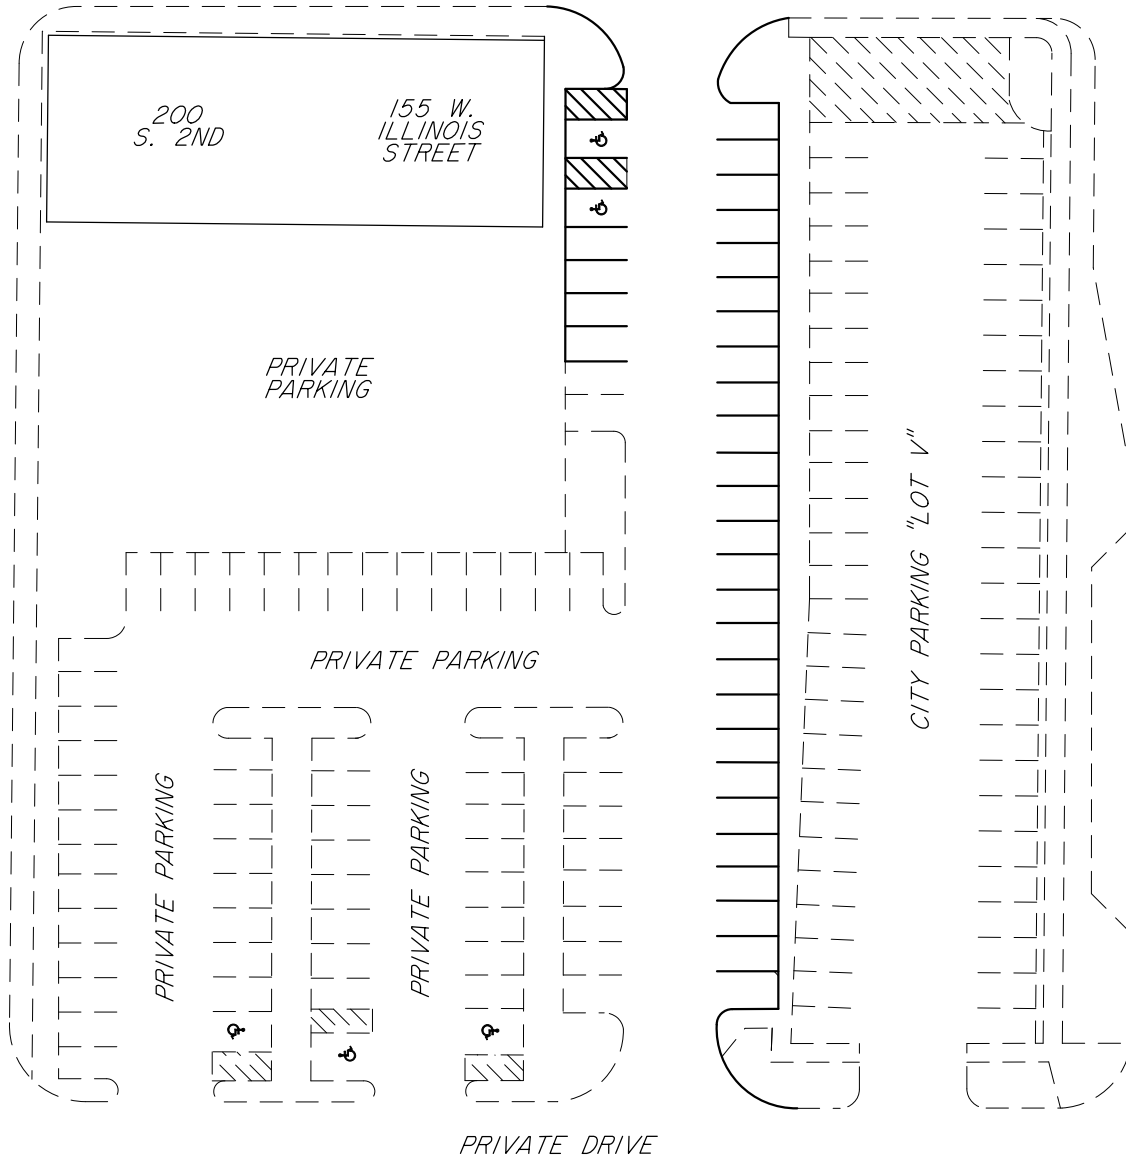 200
S. 2ND
155 W.
ILLINOIS
STREET
PRIVATE
PARKING
CITY PARKING "LOT V"
PRIVATE PARKING
PRIVATE PARKING
PRIVATE PARKING
PRIVATE DRIVE